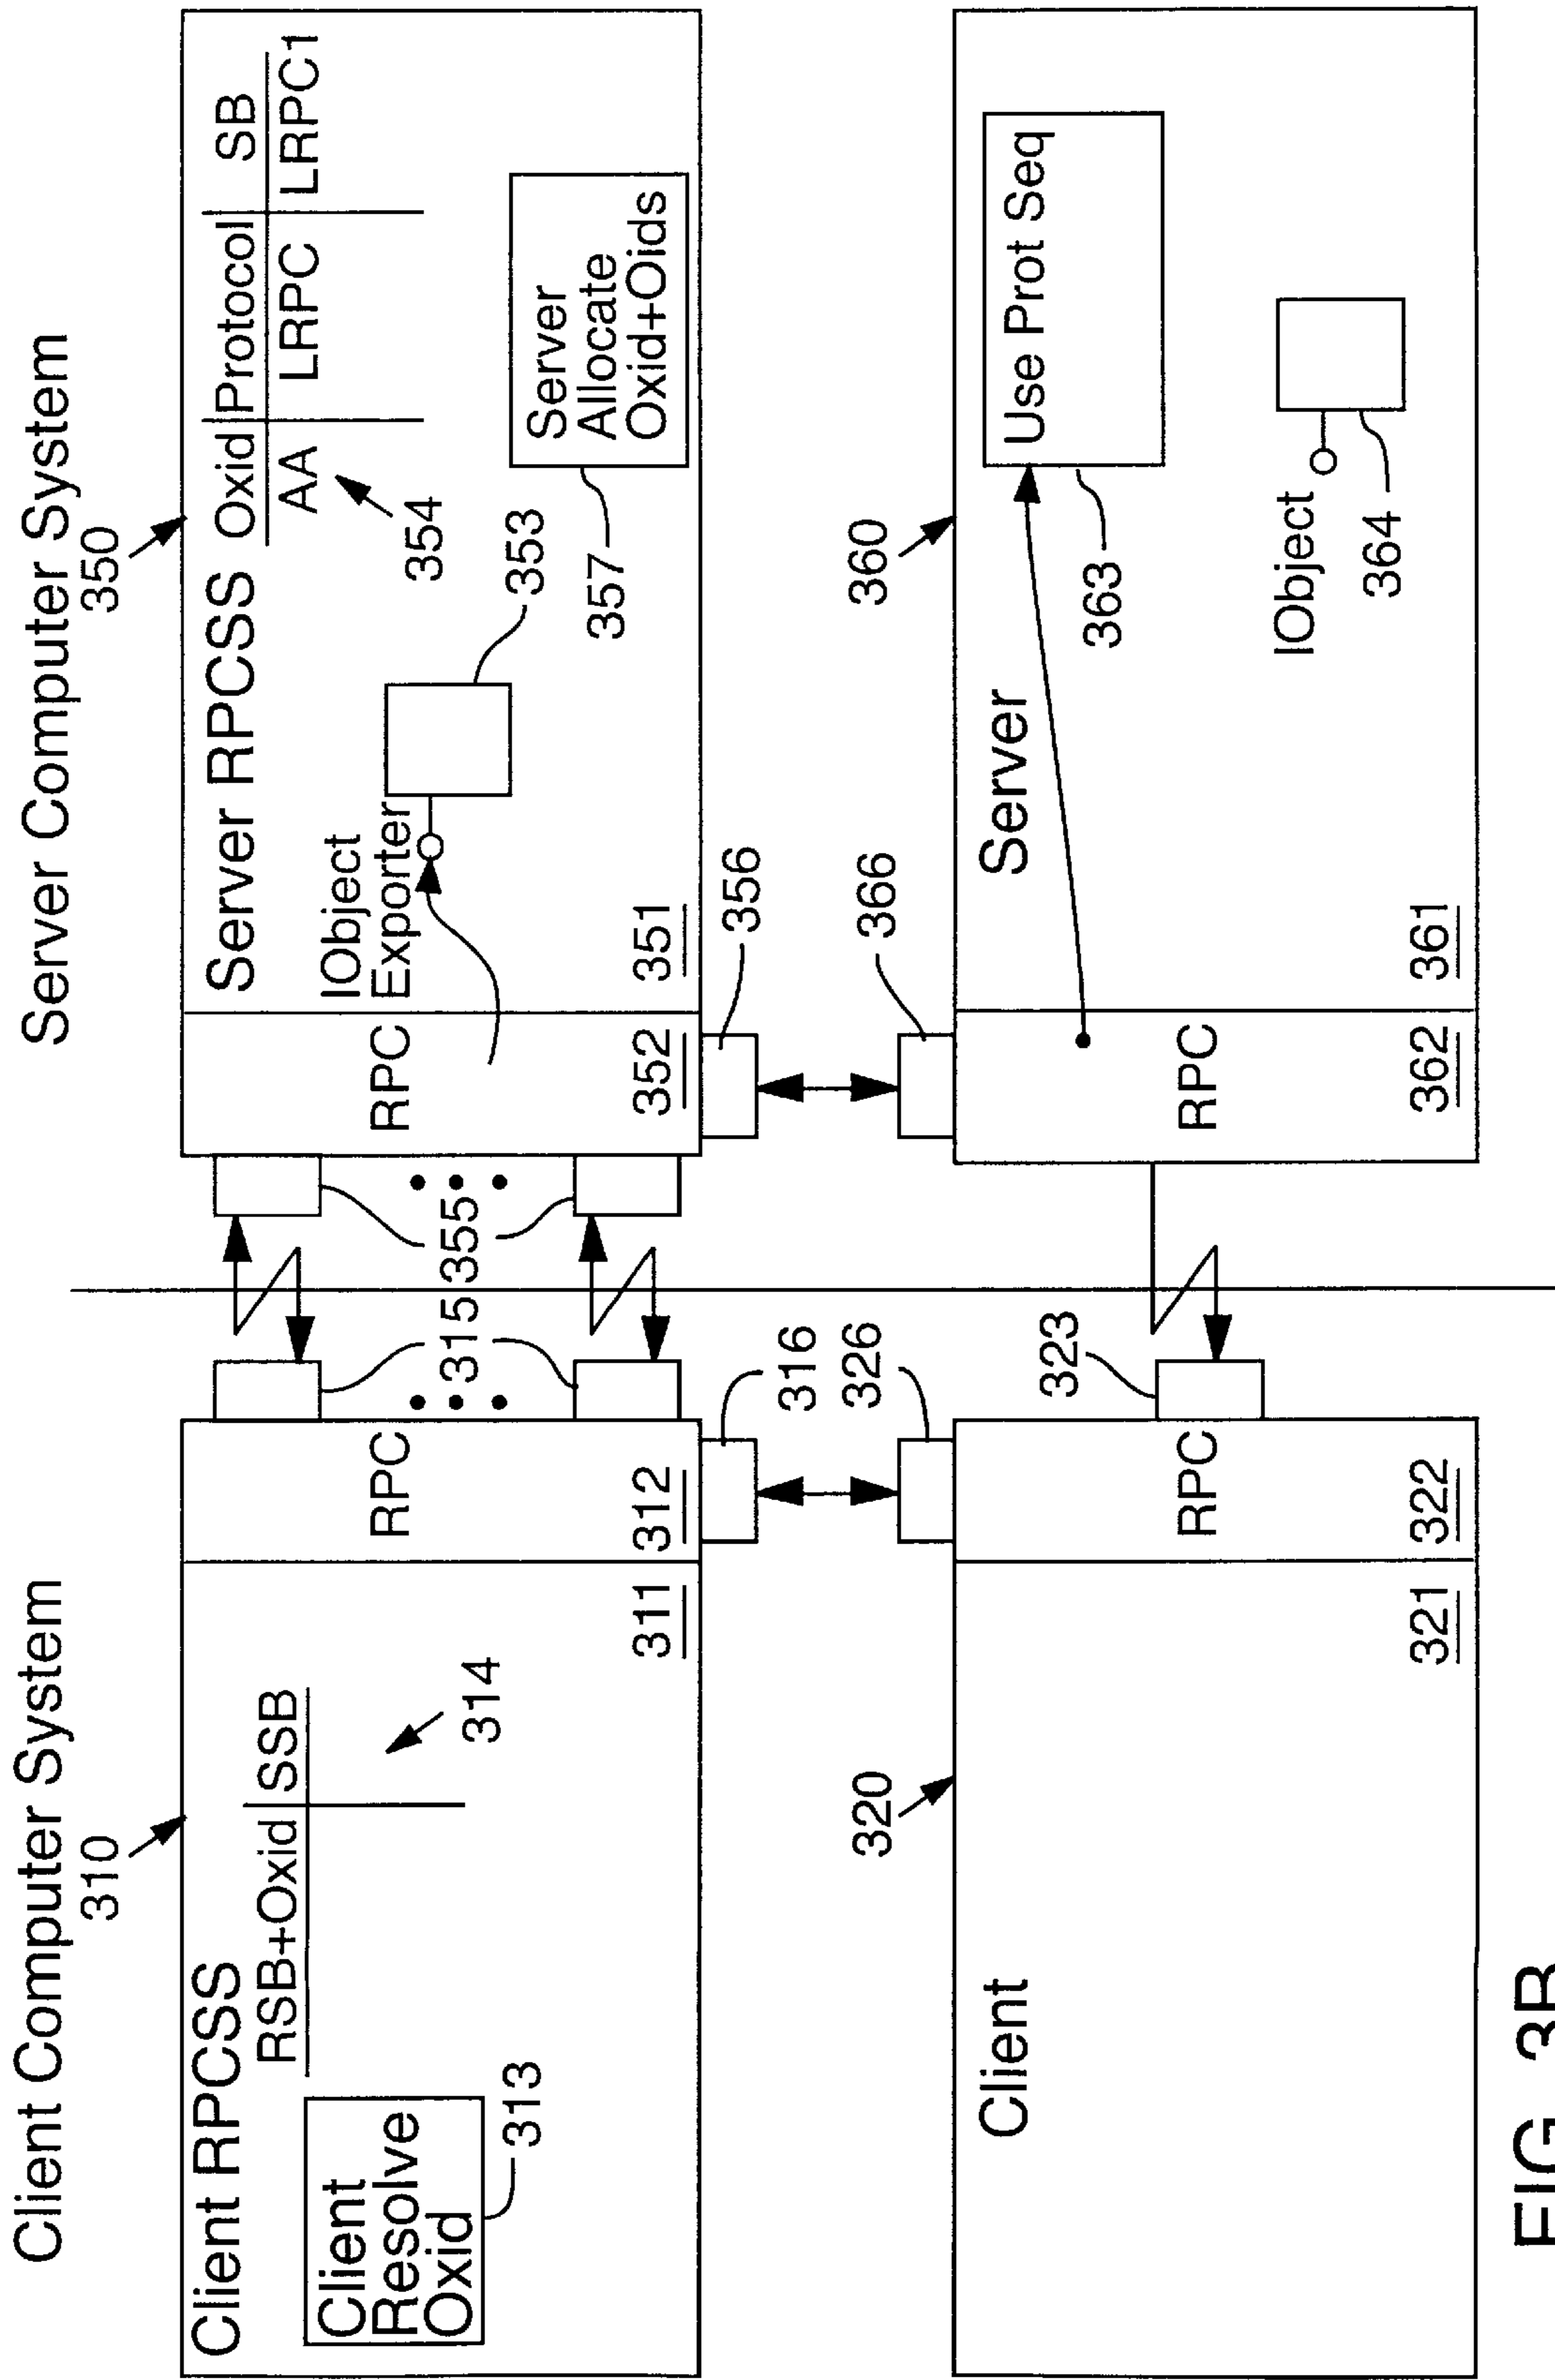 Client Computer System
310
Client RPCSS
Client
Resolve
Oxid
313
RSB+Oxid
SSB
314
311
RPC
312
315
316
Server Computer System
350
Server RPCSS
RPC
352
355
IObject
Exporter
353
351
356
Oxid
Protocol
SB
AA
LRPC
LRPC1
354
Server
Allocate
Oxid+Oids
357
320
Client
321
RPC
322
326
323
360
Server
RPC
362
366
361
Use Prot Seq
363
IObject
364
FIG. 3B